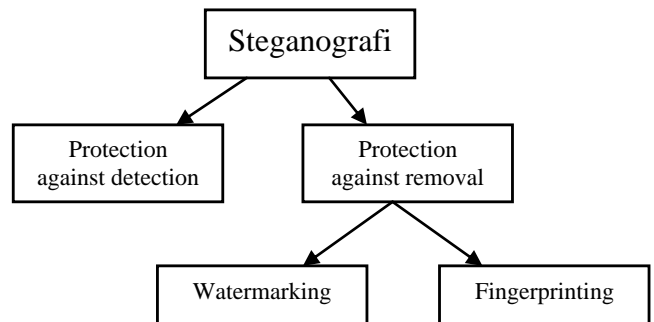 Steganografi
Protection
against detection
Protection
against removal
Watermarking
Fingerprinting